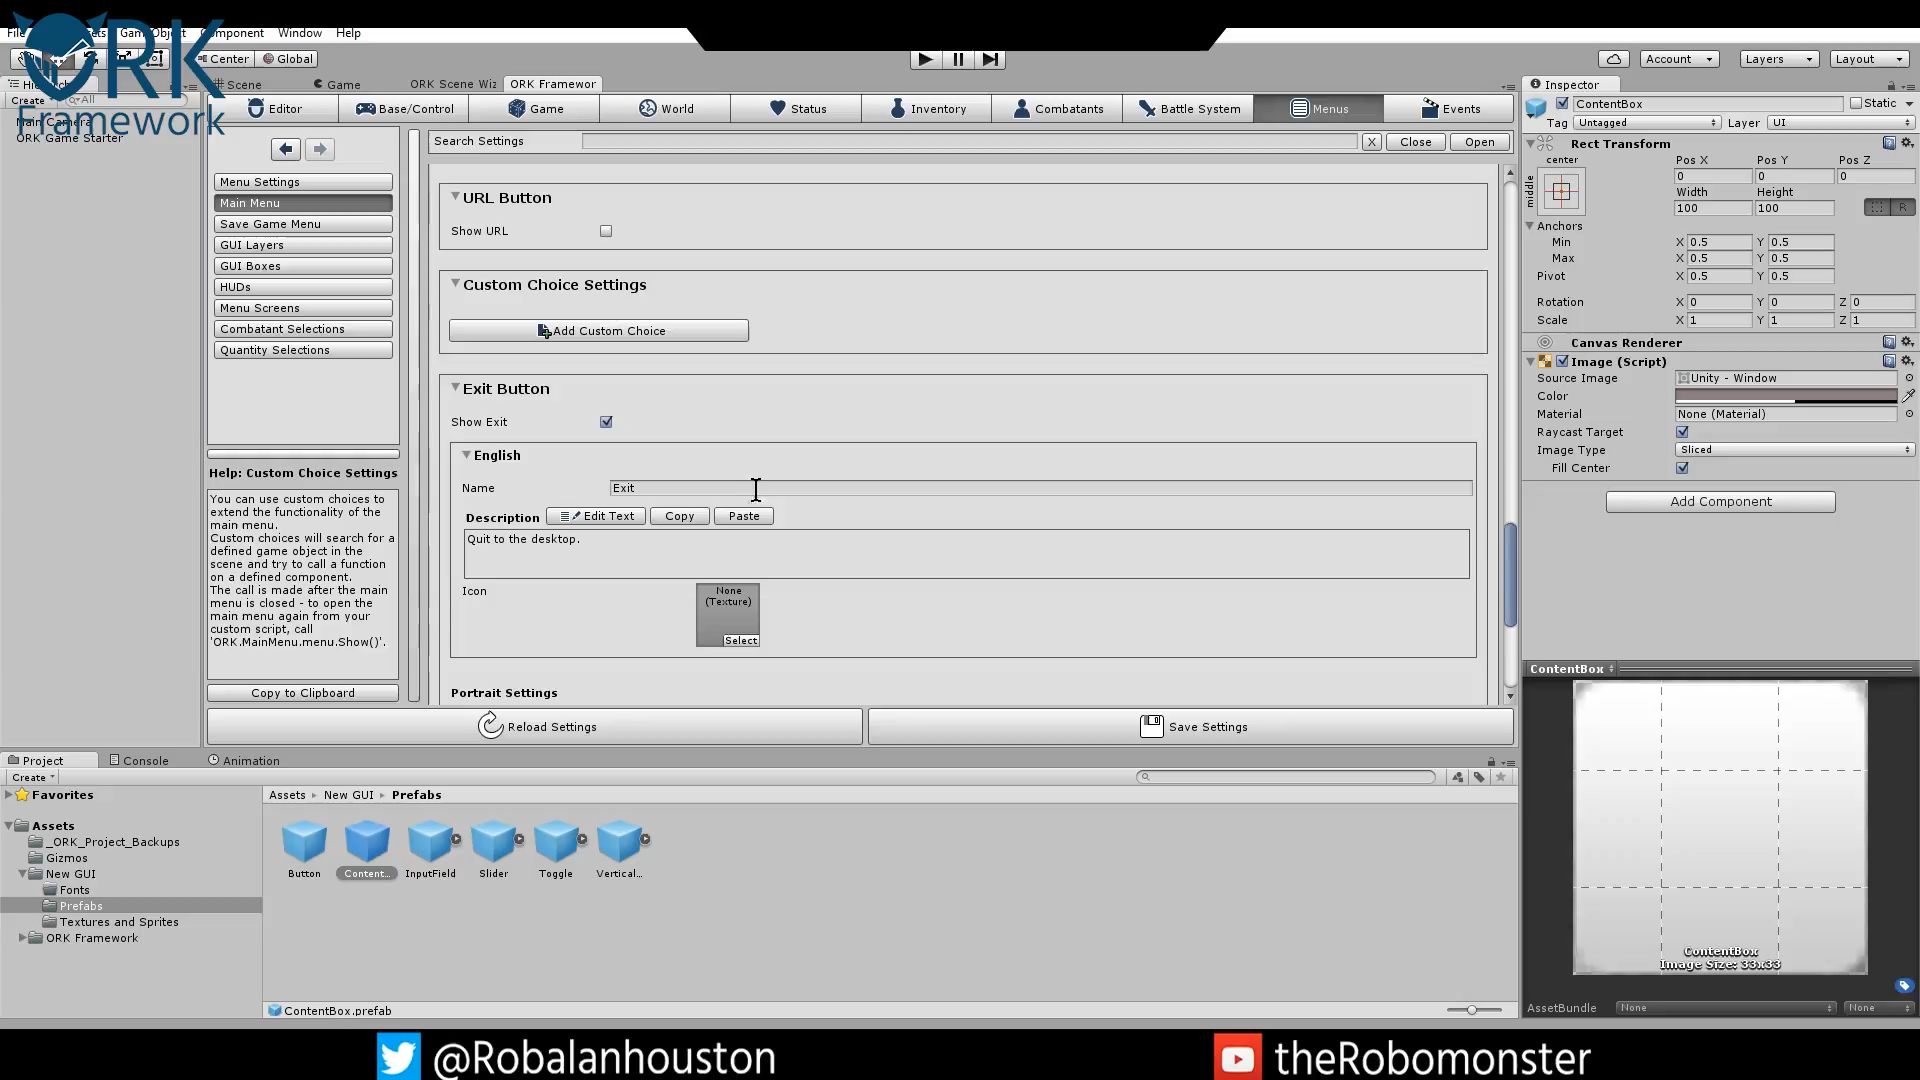 ORK
Framework
File Assets GameObject Component Window Help
Center Global
Account Layers Layout
Hierarchy
Create All
Main Camera
ORK Game Starter
Scene Game ORK Scene Wiz ORK Framewor
Editor Base/Control Game World Status Inventory Combatants Battle System Menus Events
Search Settings X Close Open
Menu Settings
Main Menu
Save Game Menu
GUI Layers
GUI Boxes
HUDs
Menu Screens
Combatant Selections
Quantity Selections
Help: Custom Choice Settings
You can use custom choices to
extend the functionality of the
main menu.
Custom choices will search for a
defined game object in the
scene and try to call a function
on a defined component.
The call is made after the main
menu is closed - to open the
main menu again from your
custom script, call
'ORK.MainMenu.menu.Show()'.
Copy to Clipboard
URL Button
Show URL
Custom Choice Settings
Add Custom Choice
Exit Button
Show Exit
English
Name Exit
Description Edit Text Copy Paste
Quit to the desktop.
Icon
None
(Texture)
Select
Portrait Settings
Reload Settings Save Settings
Inspector
ContentBox Static
Tag Untagged Layer UI
Rect Transform
center
middle
Pos X Pos Y Pos Z
0 0 0
Width Height
100 100 R
Anchors
Min X 0.5 Y 0.5
Max X 0.5 Y 0.5
Pivot X 0.5 Y 0.5
Rotation X 0 Y 0 Z 0
Scale X 1 Y 1 Z 1
Canvas Renderer
Image (Script)
Source Image Unity - Window
Color
Material None (Material)
Raycast Target
Image Type Sliced
Fill Center
Add Component
ContentBox
ContentBox
Image Size: 33x33
AssetBundle None None
Project Console Animation
Create
Favorites
Assets
_ORK_Project_Backups
Gizmos
New GUI
Fonts
Prefabs
Textures and Sprites
ORK Framework
Assets New GUI Prefabs
Button Content... InputField Slider Toggle Vertical...
ContentBox.prefab
@Robalanhouston theRobomonster